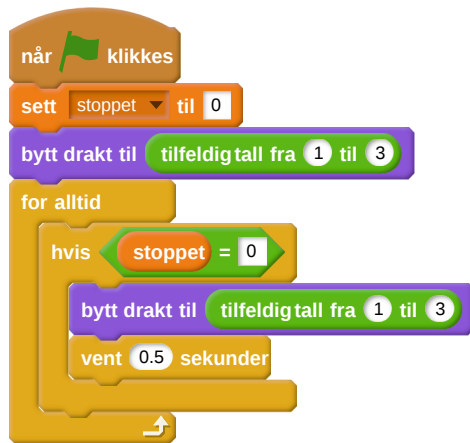 når klikkes
sett stoppet til 0
bytt drakt til tilfeldig tall fra 1 til 3
for alltid
hvis stoppet = 0
bytt drakt til tilfeldig tall fra 1 til 3
vent 0.5 sekunder